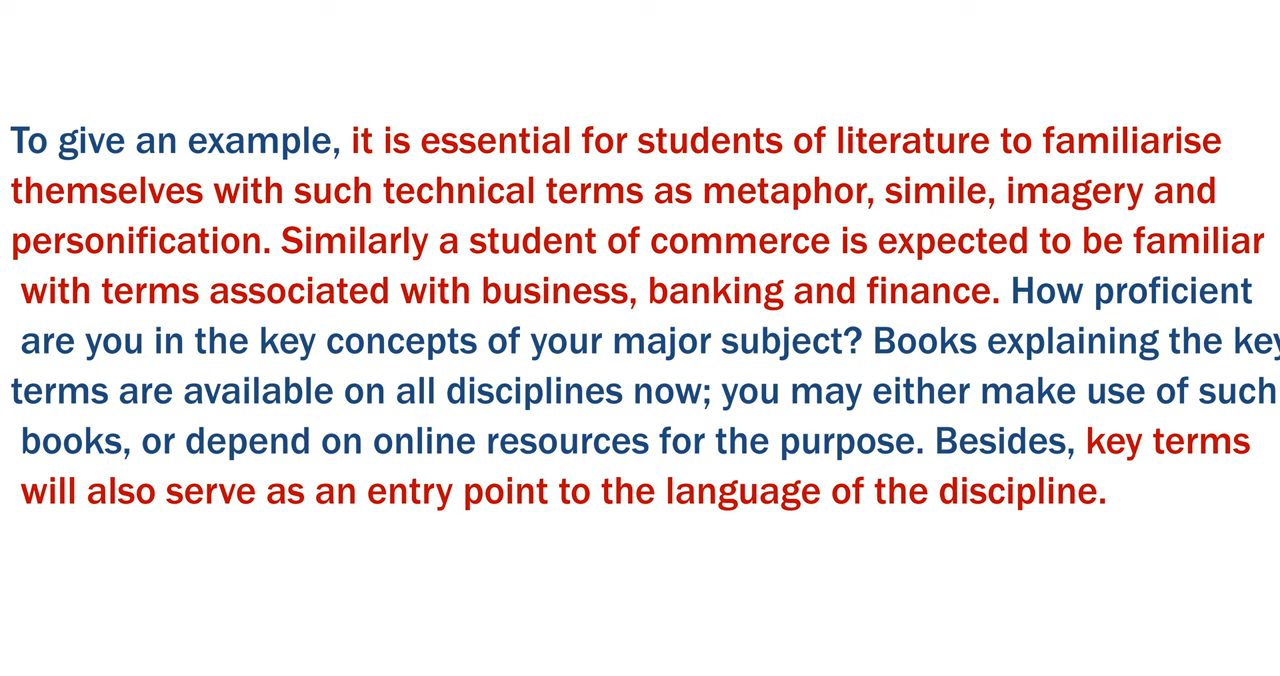 To give an example, it is essential for students of literature to familiarise
themselves with such technical terms as metaphor, simile, imagery and
personification. Similarly a student of commerce is expected to be familiar
with terms associated with business, banking and finance. How proficient
are you in the key concepts of your major subject? Books explaining the key
terms are available on all disciplines now; you may either make use of such
books, or depend on online resources for the purpose. Besides, key terms
will also serve as an entry point to the language of the discipline.